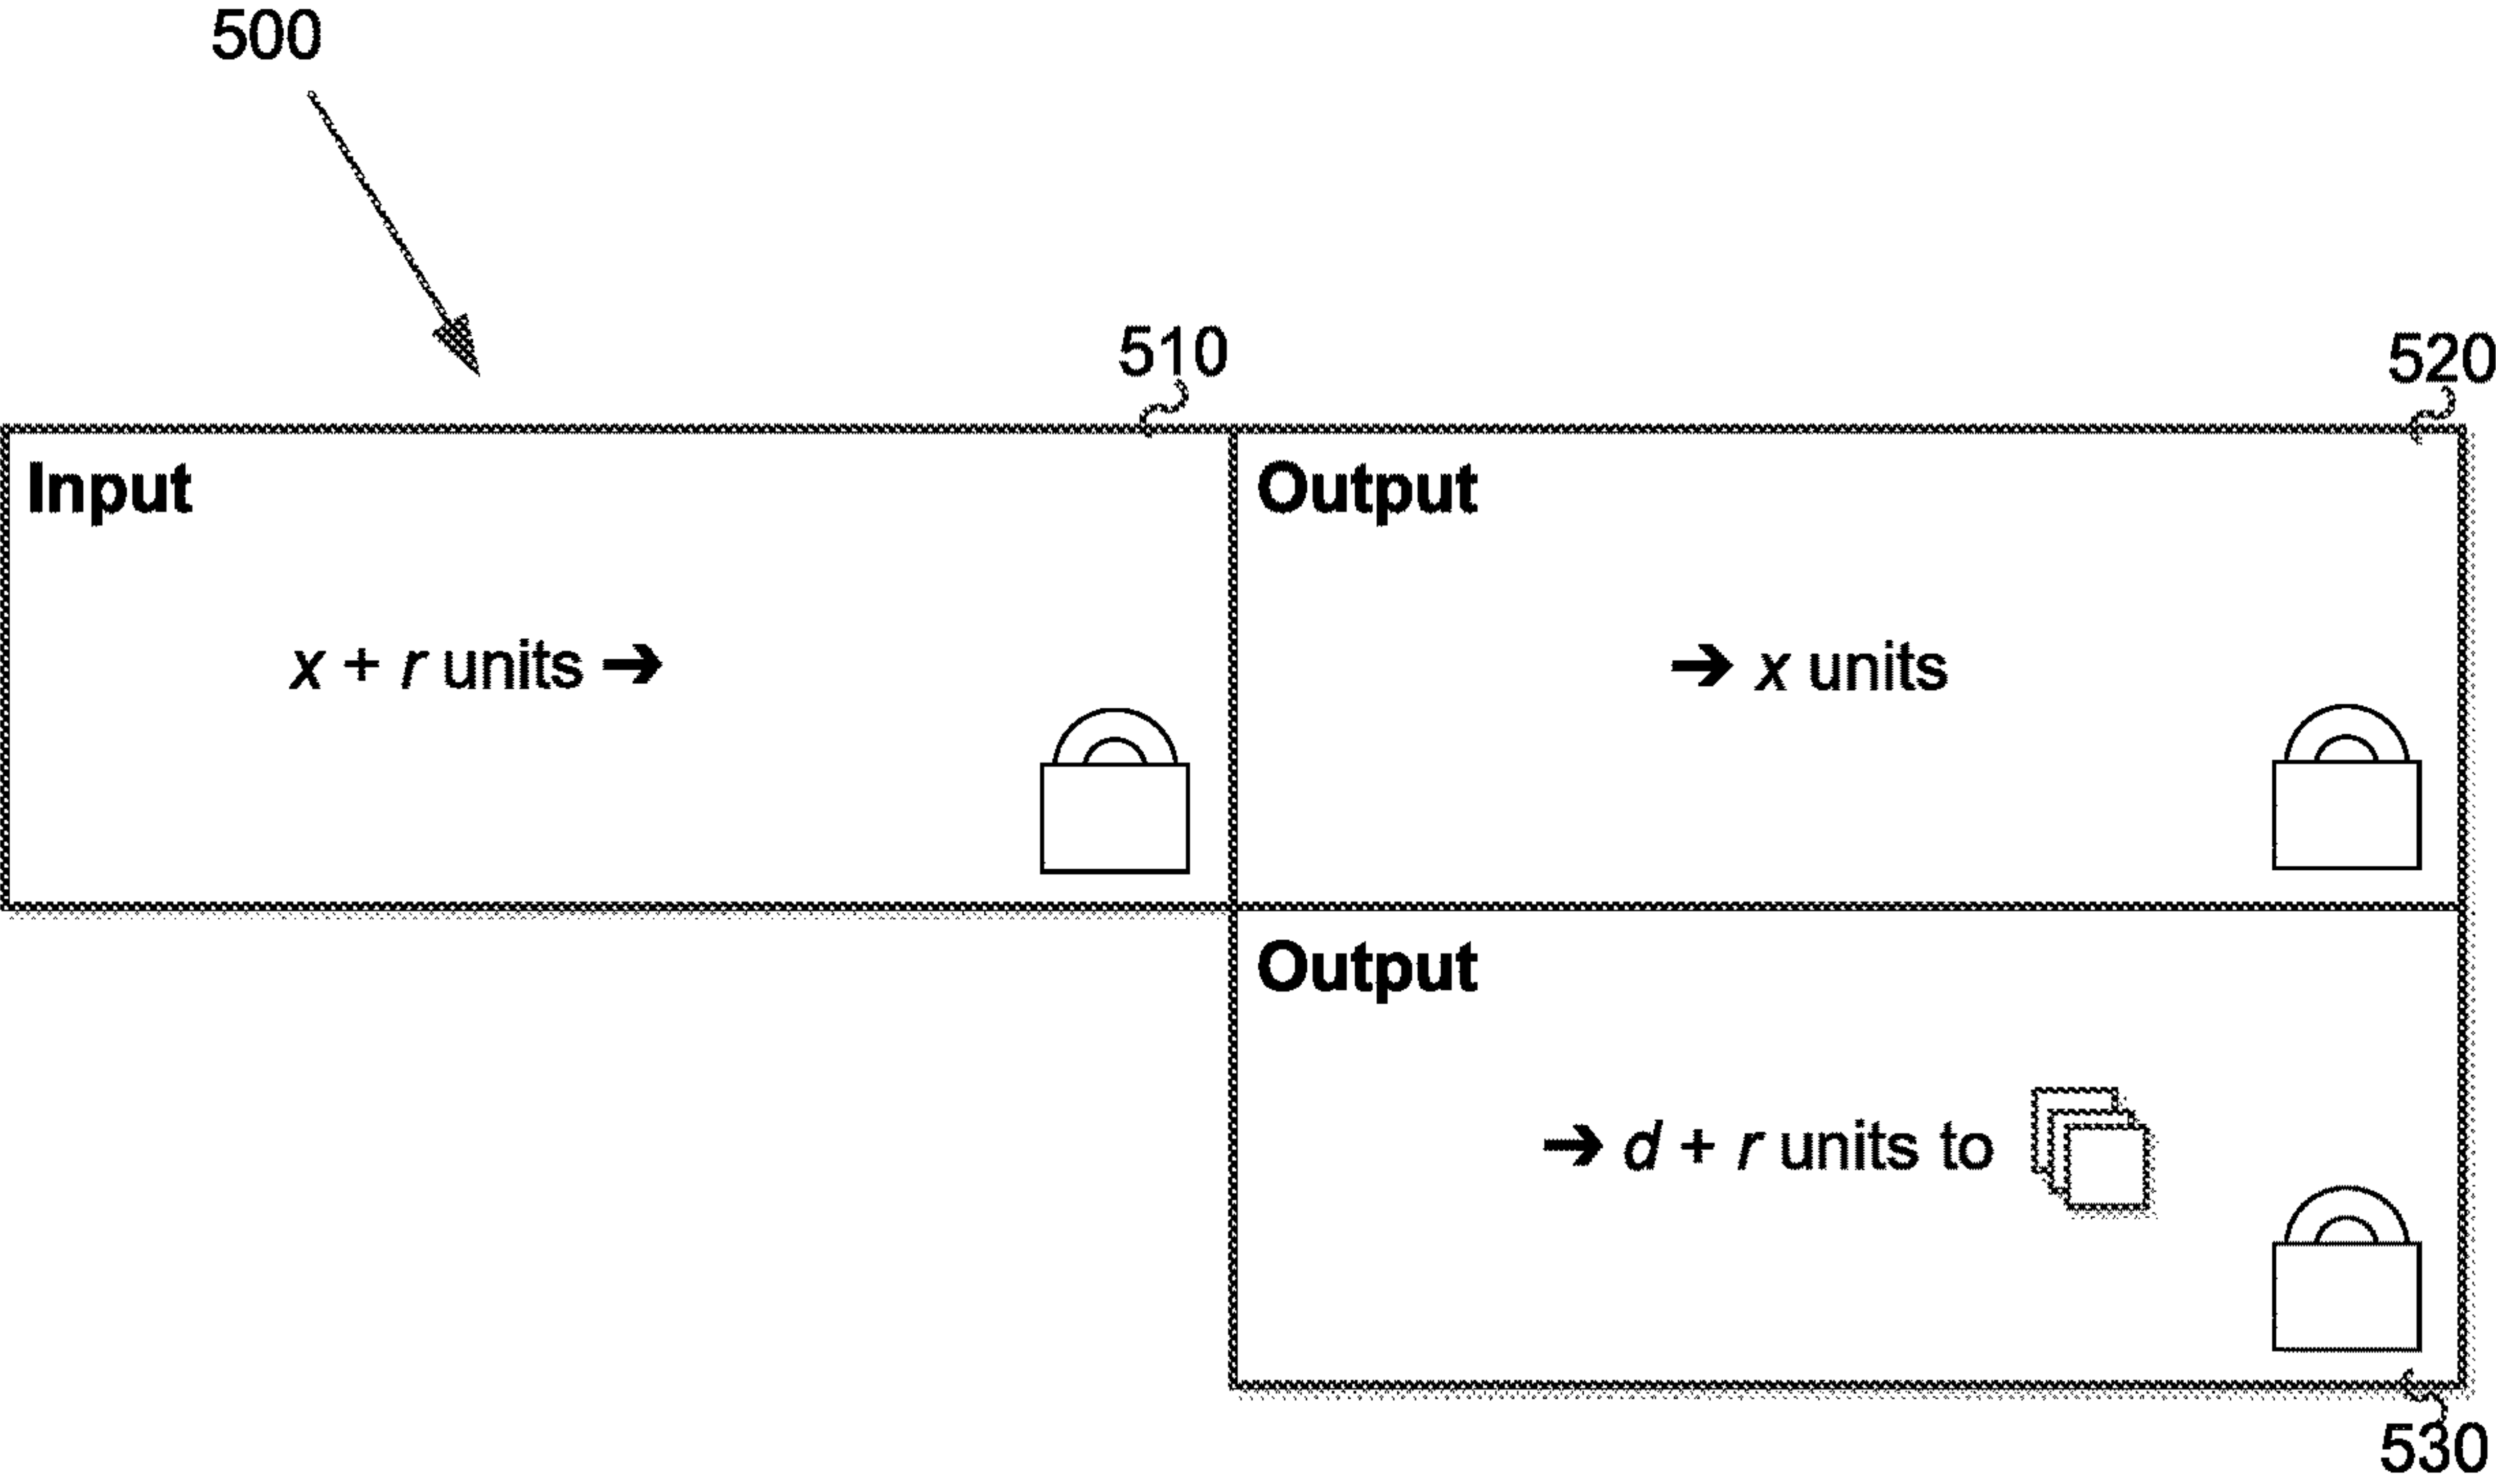 500
510
520
Input
Output
x + r units ➔
➔ x units
Output
➔ d + r units to
530